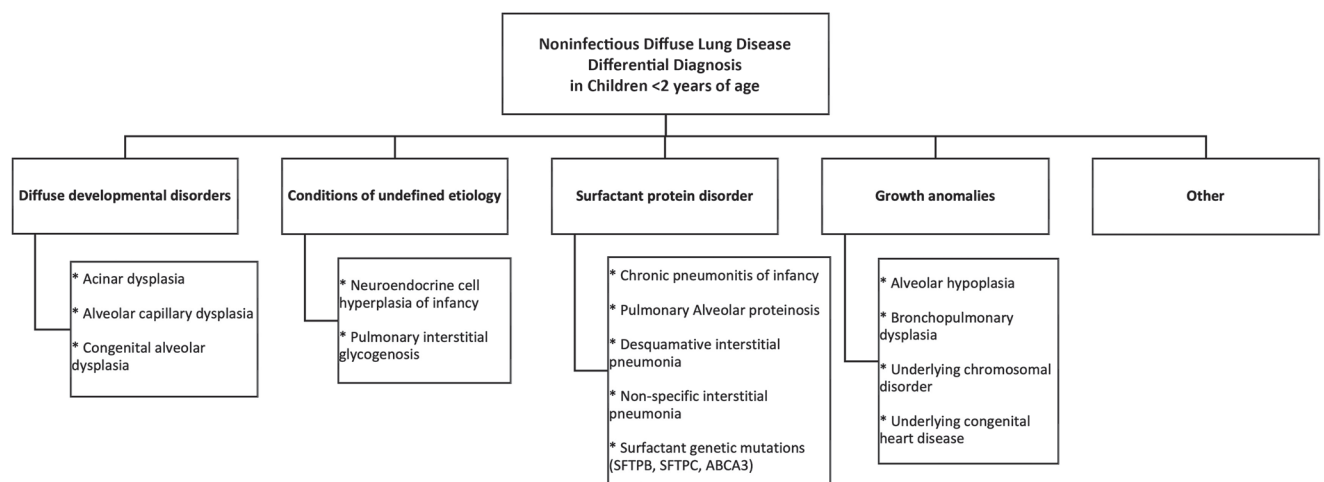 Noninfectious Diffuse Lung Disease
Differential Diagnosis
in Children <2 years of age
Diffuse developmental disorders
Conditions of undefined etiology
Surfactant protein disorder
Growth anomalies
Other
* Acinar dysplasia
* Alveolar capillary dysplasia
* Congenital alveolar
dysplasia
* Neuroendocrine cell
hyperplasia of infancy
* Pulmonary interstitial
glycogenosis
* Chronic pneumonitis of infancy
* Pulmonary Alveolar proteinosis
* Desquamative interstitial
pneumonia
* Non-specific interstitial
pneumonia
* Surfactant genetic mutations
(SFTPB, SFTPC, ABCA3)
* Alveolar hypoplasia
* Bronchopulmonary
dysplasia
* Underlying chromosomal
disorder
* Underlying congenital
heart disease